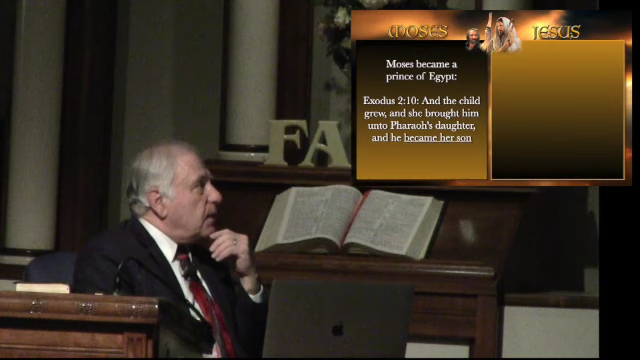 MOSES
JESUS
Moses became a
prince of Egypt:
Exodus 2:10: And the child
grew, and she brought him
unto Pharaoh's daughter,
and he became her son
FA